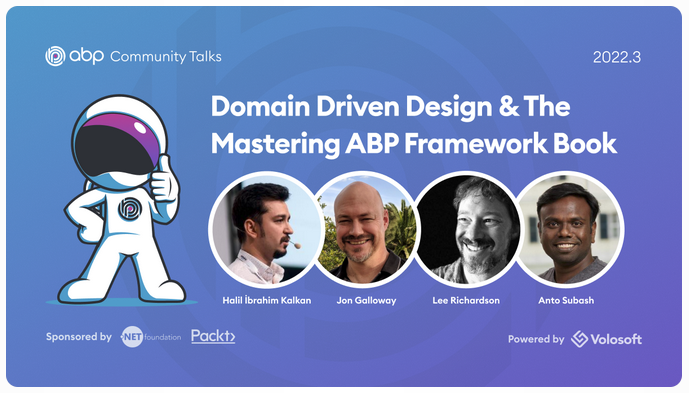 abp Community Talks
2022.3
Domain Driven Design & The
Mastering ABP Framework Book
Halil İbrahim Kalkan
Jon Galloway
Lee Richardson
Anto Subash
Sponsored by
.NET foundation
Packt>
Powered by
Volosoft